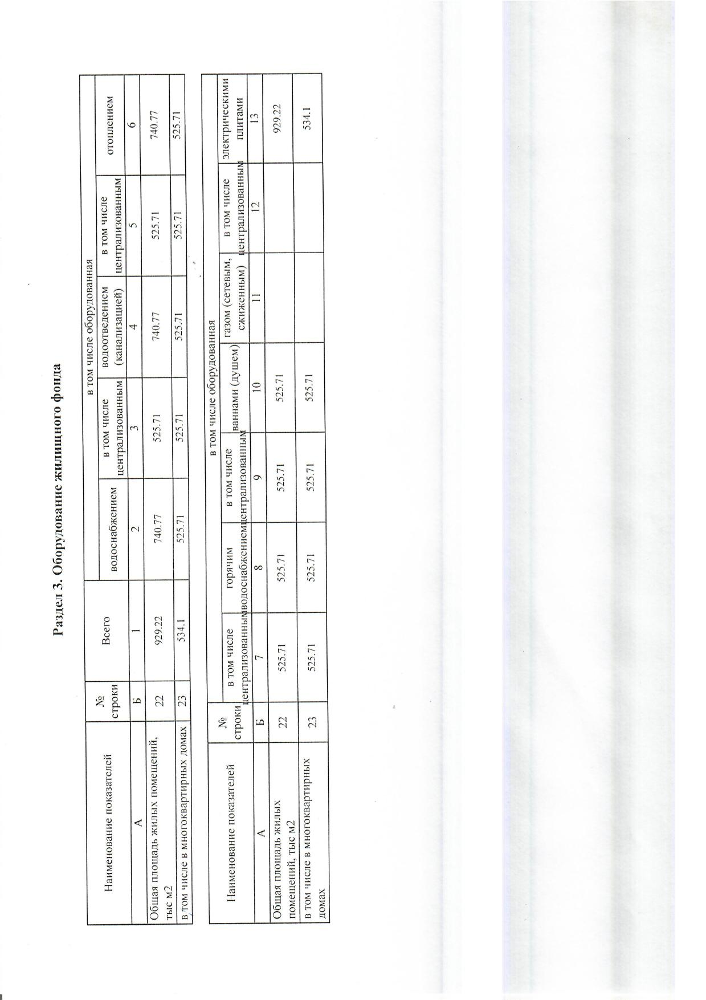 Раздел 3. Оборудование жилищного фонда
Наименование показателей
№
строки
Всего
в том числе оборудованная
водоснабжением
в том числе
централизованным
водоотведением
(канализацией)
в том числе
централизованным
отоплением
А Б 1 2 3 4 5 6
Общая площадь жилых помещений,
тыс м2
22 929.22 740.77 525.71 740.77 525.71 740.77
в том числе в многоквартирных домах 23 534.1 525.71 525.71 525.71 525.71 525.71
Наименование показателей
№
строки
в том числе оборудованная
в том числе
централизованным
горячим
водоснабжением
в том числе
централизованным
ваннами (душем)
газом (сетевым,
сжиженным)
в том числе
централизованным
электрическими
плитами
А Б 7 8 9 10 11 12 13
Общая площадь жилых
помещений, тыс м2
22 525.71 525.71 525.71 525.71 929.22
в том числе в многоквартирных
домах
23 525.71 525.71 525.71 525.71 534.1